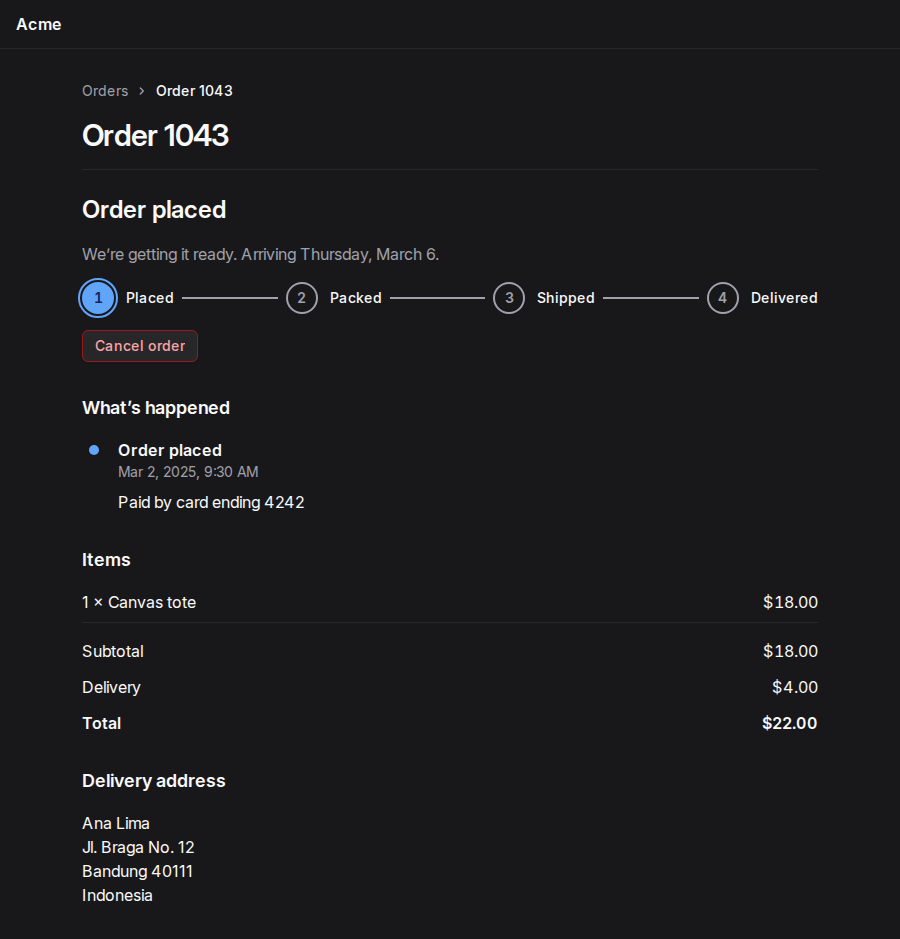 Acme
Orders › Order 1043
Order 1043
Order placed
We’re getting it ready. Arriving Thursday, March 6.
1 Placed 2 Packed 3 Shipped 4 Delivered
Cancel order
What’s happened
Order placed
Mar 2, 2025, 9:30 AM
Paid by card ending 4242
Items
1 × Canvas tote $18.00
Subtotal $18.00
Delivery $4.00
Total $22.00
Delivery address
Ana Lima
Jl. Braga No. 12
Bandung 40111
Indonesia